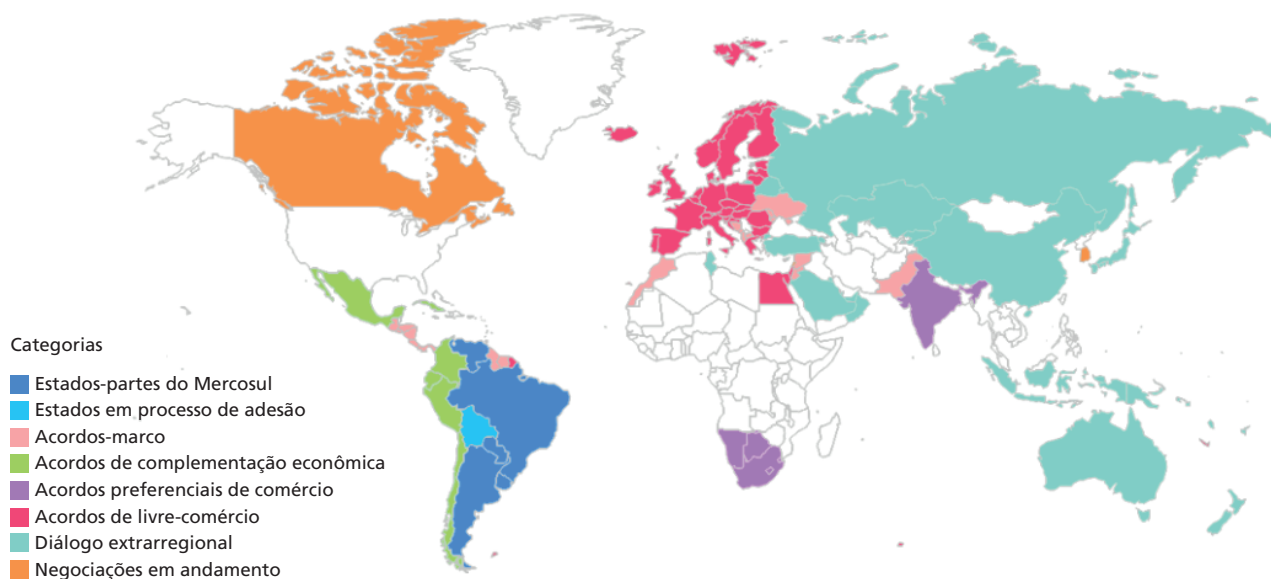 Categorias
Estados-partes do Mercosul
Estados em processo de adesão
Acordos-marco
Acordos de complementação econômica
Acordos preferenciais de comércio
Acordos de livre-comércio
Diálogo extrarregional
Negociações em andamento